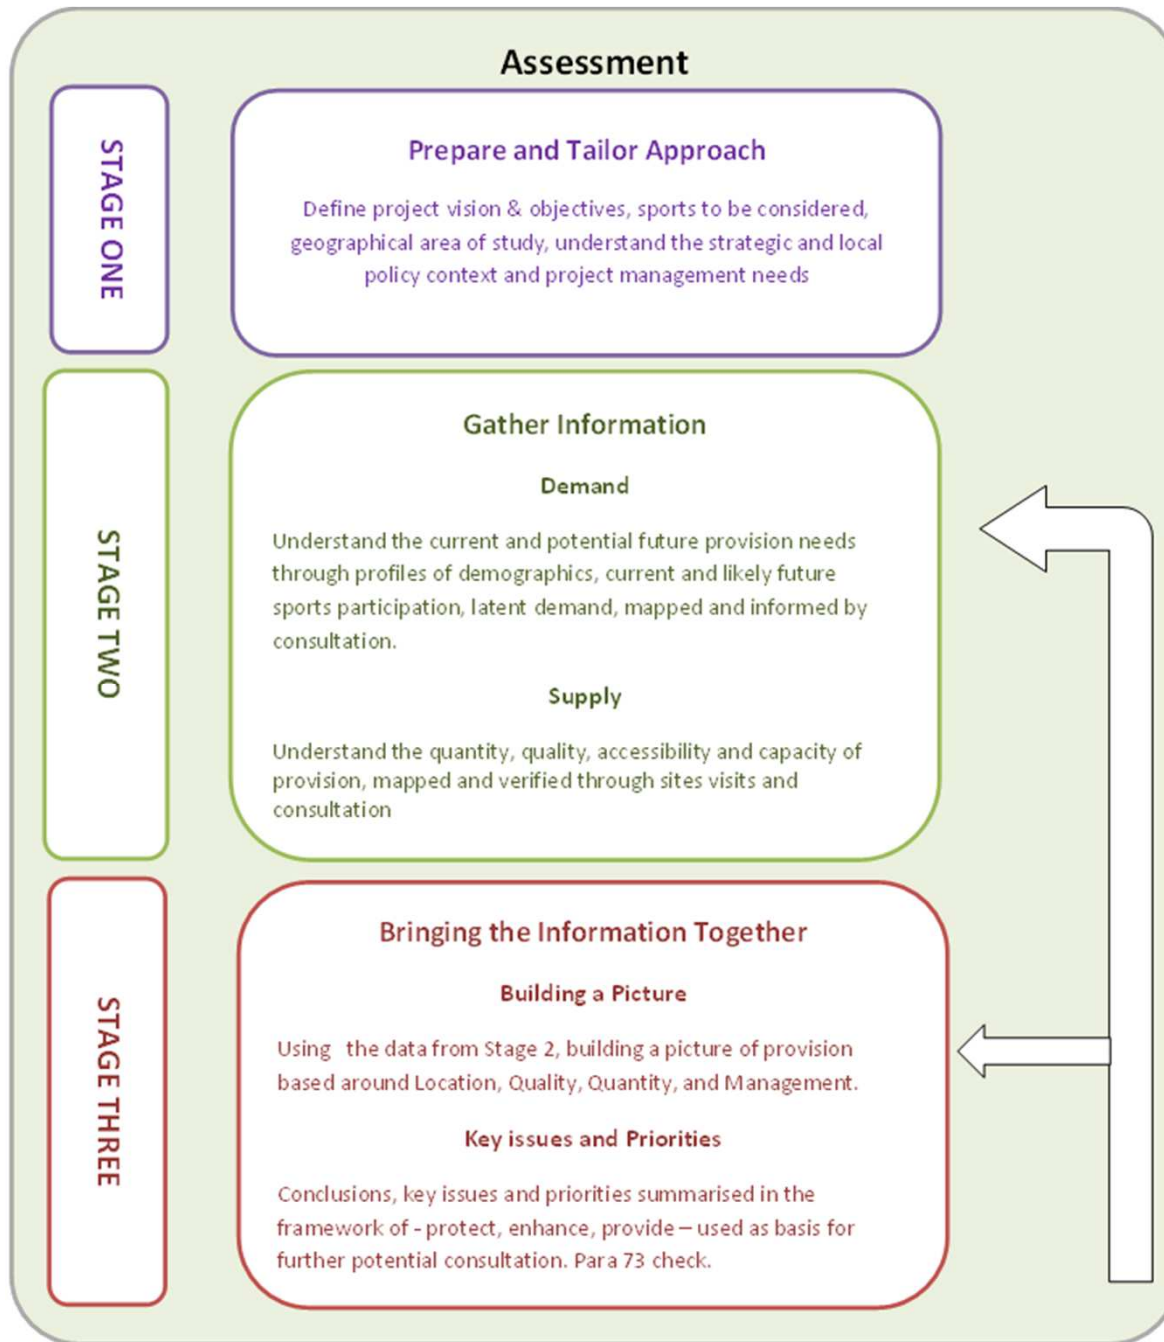 Assessment
STAGE ONE
Prepare and Tailor Approach
Define project vision & objectives, sports to be considered,
geographical area of study, understand the strategic and local
policy context and project management needs
STAGE TWO
Gather Information
Demand
Understand the current and potential future provision needs
through profiles of demographics, current and likely future
sports participation, latent demand, mapped and informed by
consultation.
Supply
Understand the quantity, quality, accessibility and capacity of
provision, mapped and verified through sites visits and
consultation
STAGE THREE
Bringing the Information Together
Building a Picture
Using the data from Stage 2, building a picture of provision
based around Location, Quality, Quantity, and Management.
Key issues and Priorities
Conclusions, key issues and priorities summarised in the
framework of - protect, enhance, provide – used as basis for
further potential consultation. Para 73 check.